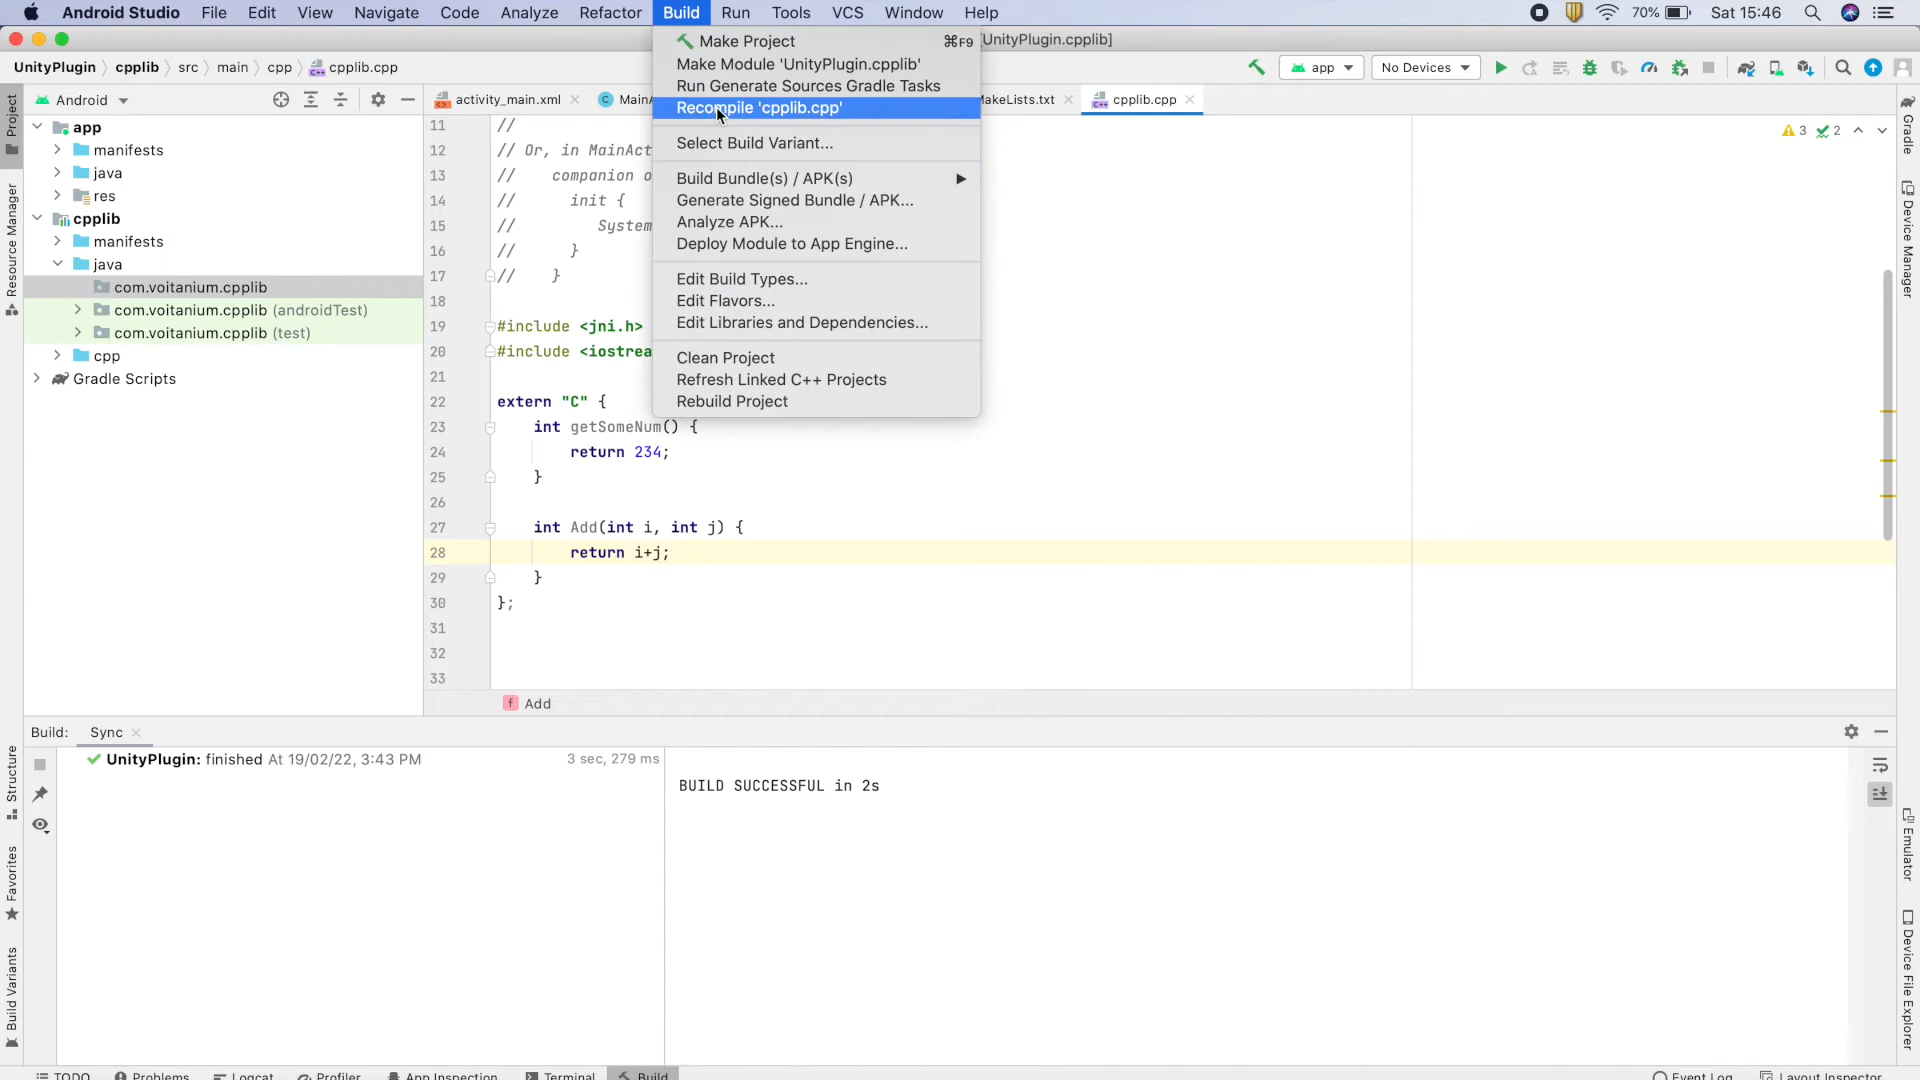 Android Studio File Edit View Navigate Code Analyze Refactor Build Run Tools VCS Window Help 70% Sat 15:46
[UnityPlugin.cpplib]
UnityPlugin cpplib src main cpp cpplib.cpp app No Devices
Android activity_main.xml MainA MakeLists.txt cpplib.cpp
Make Project ⌘F9
Make Module 'UnityPlugin.cpplib'
Run Generate Sources Gradle Tasks
Recompile 'cpplib.cpp'
Select Build Variant...
Build Bundle(s) / APK(s)
Generate Signed Bundle / APK...
Analyze APK...
Deploy Module to App Engine...
Edit Build Types...
Edit Flavors...
Edit Libraries and Dependencies...
Clean Project
Refresh Linked C++ Projects
Rebuild Project
Project
Resource Manager
Structure
Favorites
Build Variants
app
manifests
java
res
cpplib
manifests
java
com.voitanium.cpplib
com.voitanium.cpplib (androidTest)
com.voitanium.cpplib (test)
cpp
Gradle Scripts
3 2
11 //
12 // Or, in MainAct
13 // companion o
14 // init {
15 // System
16 // }
17 // }
18
19 #include <jni.h>
20 #include <iostrea
21
22 extern "C" {
23 int getSomeNum() {
24 return 234;
25 }
26
27 int Add(int i, int j) {
28 return i+j;
29 }
30 };
31
32
33
f Add
Gradle
Device Manager
Emulator
Device File Explorer
Build: Sync
UnityPlugin: finished At 19/02/22, 3:43 PM 3 sec, 279 ms
BUILD SUCCESSFUL in 2s
TODO Problems Logcat Profiler App Inspection Terminal Build Event Log Layout Inspector